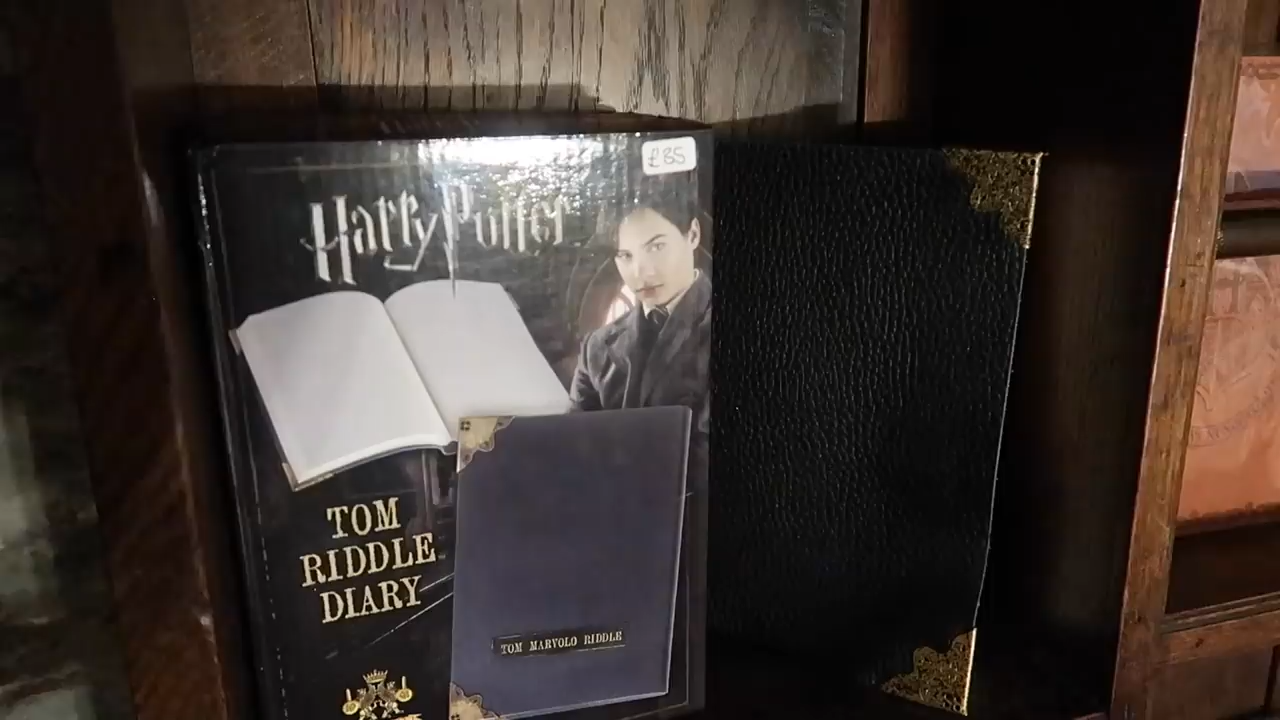 £85
Harry Potter
TOM
RIDDLE
DIARY
TOM MARVOLO RIDDLE